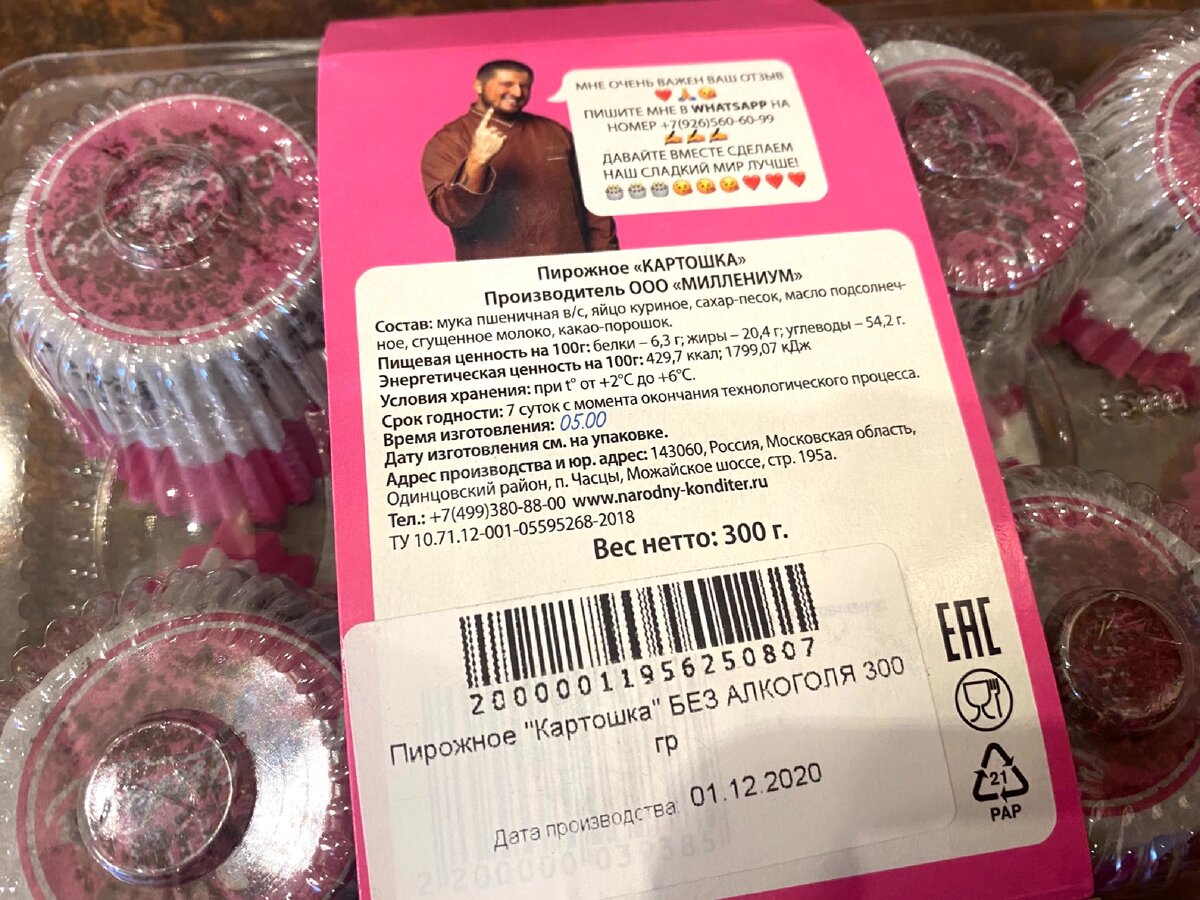 МНЕ ОЧЕНЬ ВАЖЕН ВАШ ОТЗЫВ
❤️🙏😘
ПИШИТЕ МНЕ В WHATSAPP НА
НОМЕР +7(926)560-60-99
✍️✍️✍️
ДАВАЙТЕ ВМЕСТЕ СДЕЛАЕМ
НАШ СЛАДКИЙ МИР ЛУЧШЕ!
🎂🎂🎂😘😘😘❤️❤️❤️
Пирожное «КАРТОШКА»
Производитель ООО «МИЛЛЕНИУМ»
Состав: мука пшеничная в/с, яйцо куриное, сахар-песок, масло подсолнеч-
ное, сгущенное молоко, какао-порошок.
Пищевая ценность на 100г: белки – 6,3 г; жиры – 20,4 г; углеводы – 54,2 г.
Энергетическая ценность на 100г: 429,7 ккал; 1799,07 кДж
Условия хранения: при t° от +2°C до +6°C.
Срок годности: 7 суток с момента окончания технологического процесса.
Время изготовления: 05.00
Дату изготовления см. на упаковке.
Адрес производства и юр. адрес: 143060, Россия, Московская область,
Одинцовский район, п. Часцы, Можайское шоссе, стр. 195а.
Тел.: +7(499)380-88-00 www.narodny-konditer.ru
ТУ 10.71.12-001-05595268-2018
Вес нетто: 300 г.
20000011956250807
Пирожное "Картошка" БЕЗ АЛКОГОЛЯ 300
гр
Дата производства: 01.12.2020
EAC
21
PAP